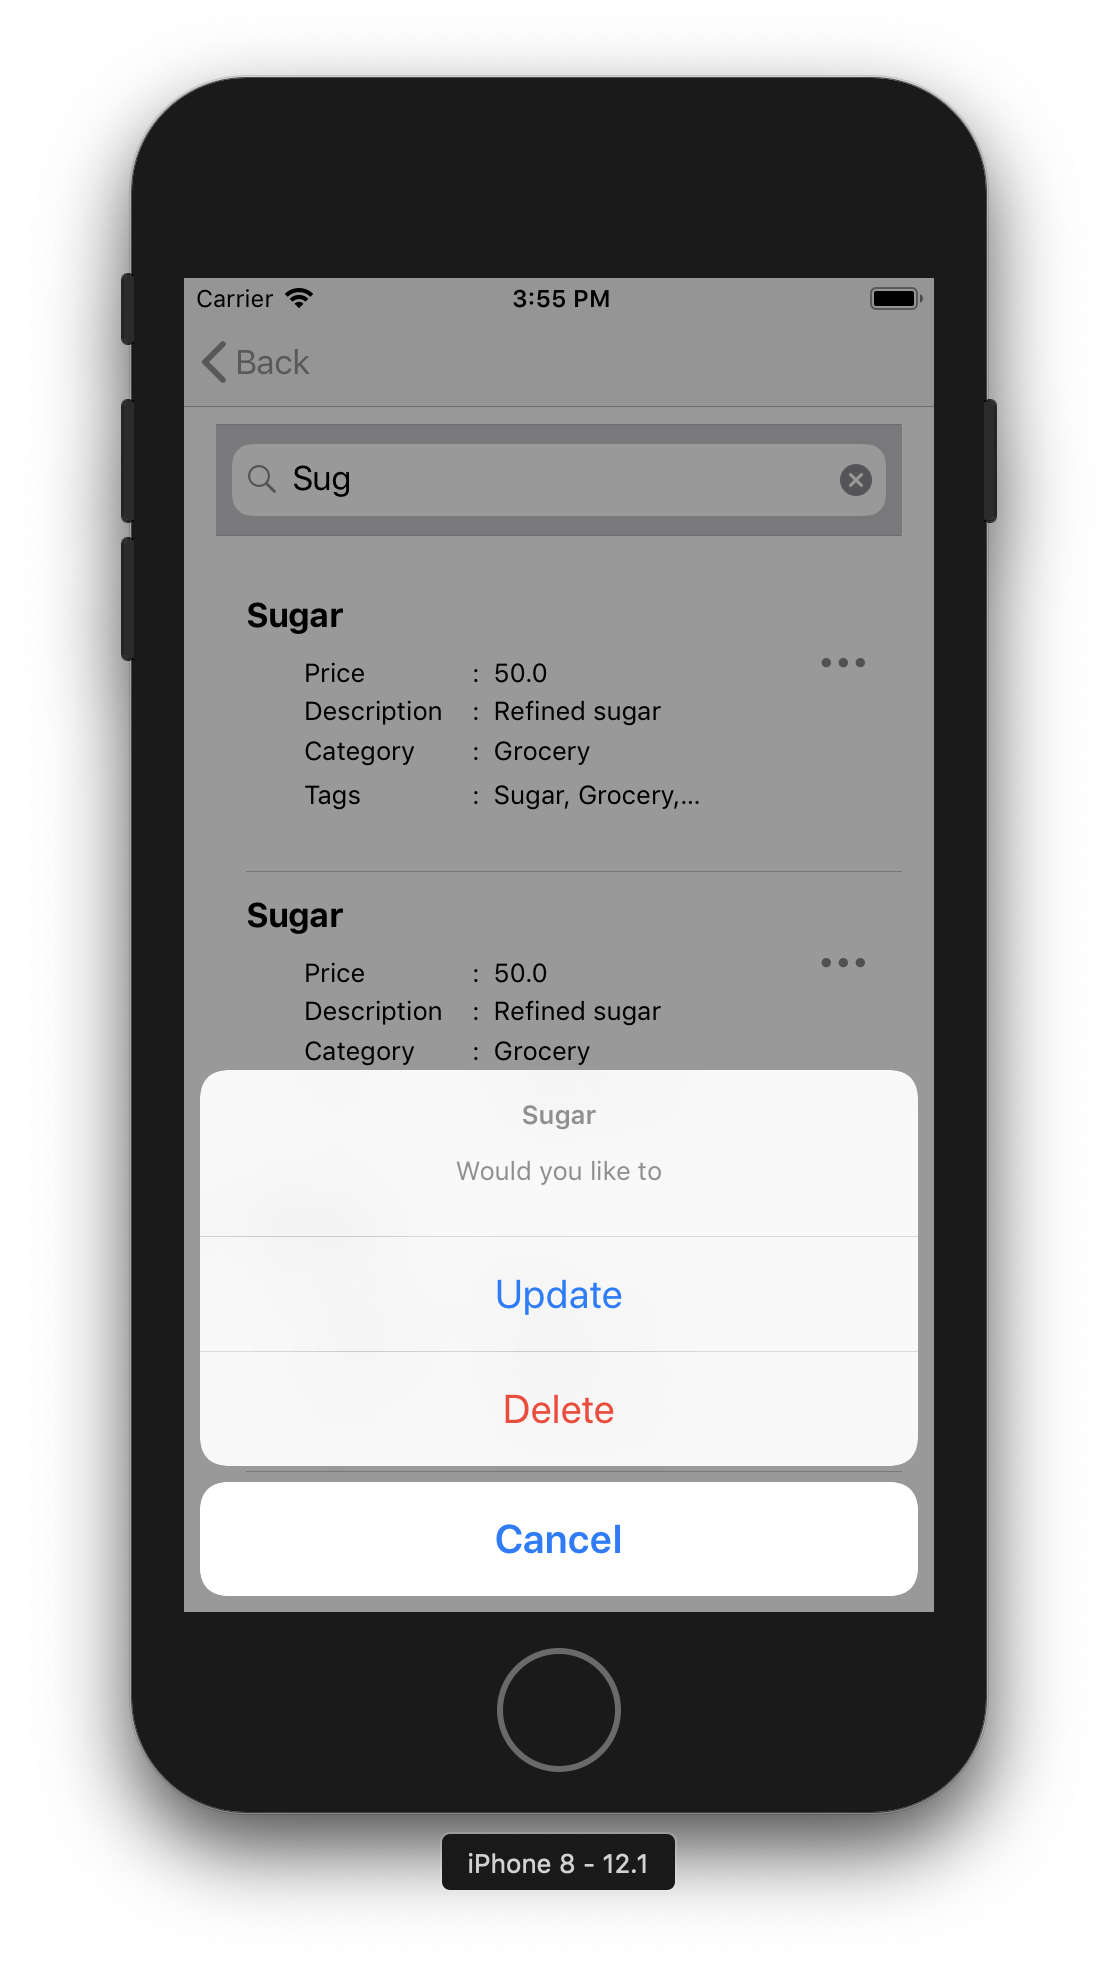 Carrier 3:55 PM
Back
Sug
Sugar
Price : 50.0
Description : Refined sugar
Category : Grocery
Tags : Sugar, Grocery,...
Sugar
Price : 50.0
Description : Refined sugar
Category : Grocery
Sugar
Would you like to
Update
Delete
Cancel
iPhone 8 - 12.1